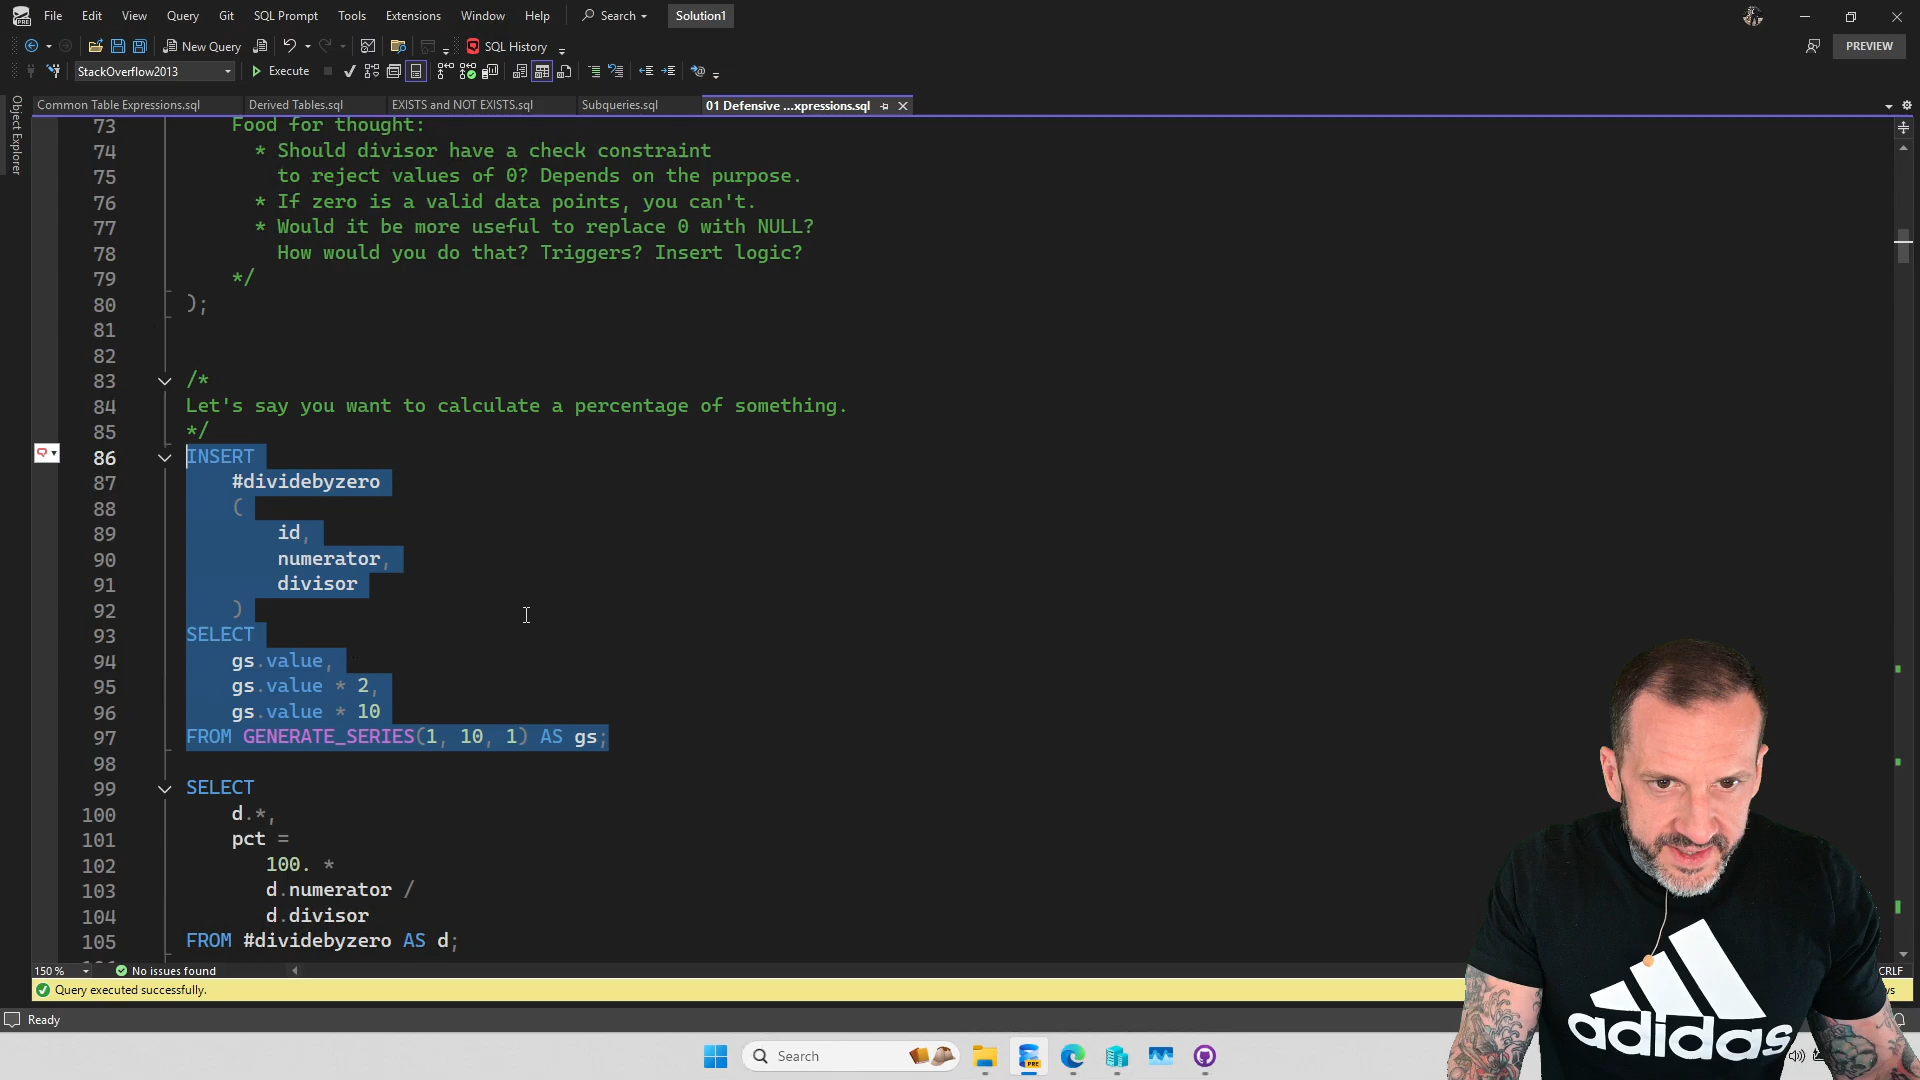 File Edit View Query Git SQL Prompt Tools Extensions Window Help Search Solution1
New Query SQL History PREVIEW
StackOverflow2013 Execute
Common Table Expressions.sql Derived Tables.sql EXISTS and NOT EXISTS.sql Subqueries.sql 01 Defensive ...xpressions.sql
Object Explorer
73 Food for thought:
74 * Should divisor have a check constraint
75 to reject values of 0? Depends on the purpose.
76 * If zero is a valid data points, you can't.
77 * Would it be more useful to replace 0 with NULL?
78 How would you do that? Triggers? Insert logic?
79 */
80 );
81
82
83 /*
84 Let's say you want to calculate a percentage of something.
85 */
86 INSERT
87 #dividebyzero
88 (
89 id,
90 numerator,
91 divisor
92 )
93 SELECT
94 gs.value,
95 gs.value * 2,
96 gs.value * 10
97 FROM GENERATE_SERIES(1, 10, 1) AS gs;
98
99 SELECT
100 d.*,
101 pct =
102 100. *
103 d.numerator /
104 d.divisor
105 FROM #dividebyzero AS d;
150 % No issues found CRLF
Query executed successfully.
Ready
Search
adidas